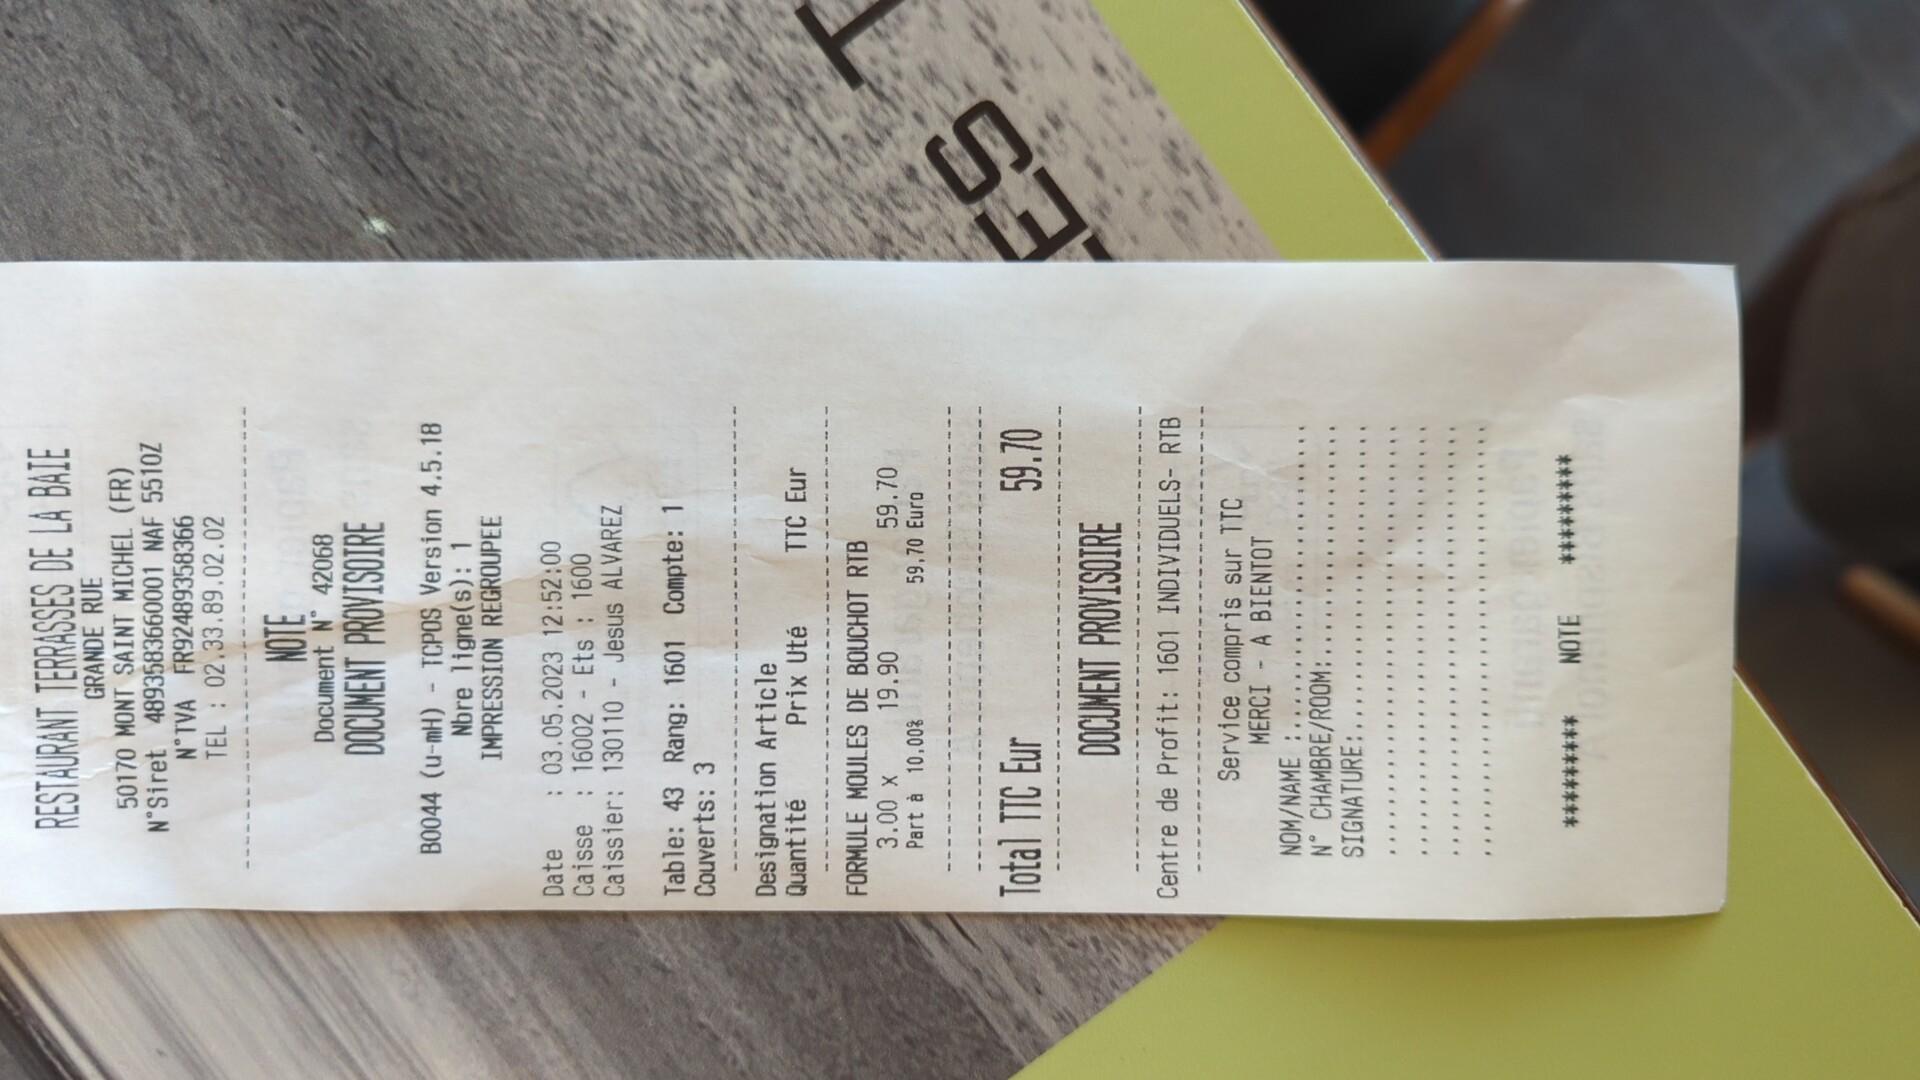 RESTAURANT TERRASSES DE LA BAIE
GRANDE RUE
50170 MONT SAINT MICHEL (FR)
N°Siret 48935835366 0001 NAF 5510Z
N°TVA FR92489358366
TEL : 02.33.89.02.02
NOTE
Document N° 42068
DOCUMENT PROVISOIRE
B0044 (u-mH) - TCPOS Version 4.5.18
Nbre ligne(s): 1
IMPRESSION REGROUPEE
Date : 03.05.2023 12:52:00
Caisse : 16002 - Ets : 1600
Caissier: 130110 - Jesus ALVAREZ
Table: 43 Rang: 1601 Compte: 1
Couverts: 3
Designation Article
Quantité Prix Uté TTC Eur
FORMULE MOULES DE BOUCHOT RTB
3.00 x 19.90 59.70
Part à 10,00% 59.70 Euro
Total TTC Eur 59.70
DOCUMENT PROVISOIRE
Centre de Profit: 1601 INDIVIDUELS- RTB
Service compris sur TTC
MERCI - A BIENTOT
NOM/NAME :
N° CHAMBRE/ROOM:
SIGNATURE:
********* NOTE *********